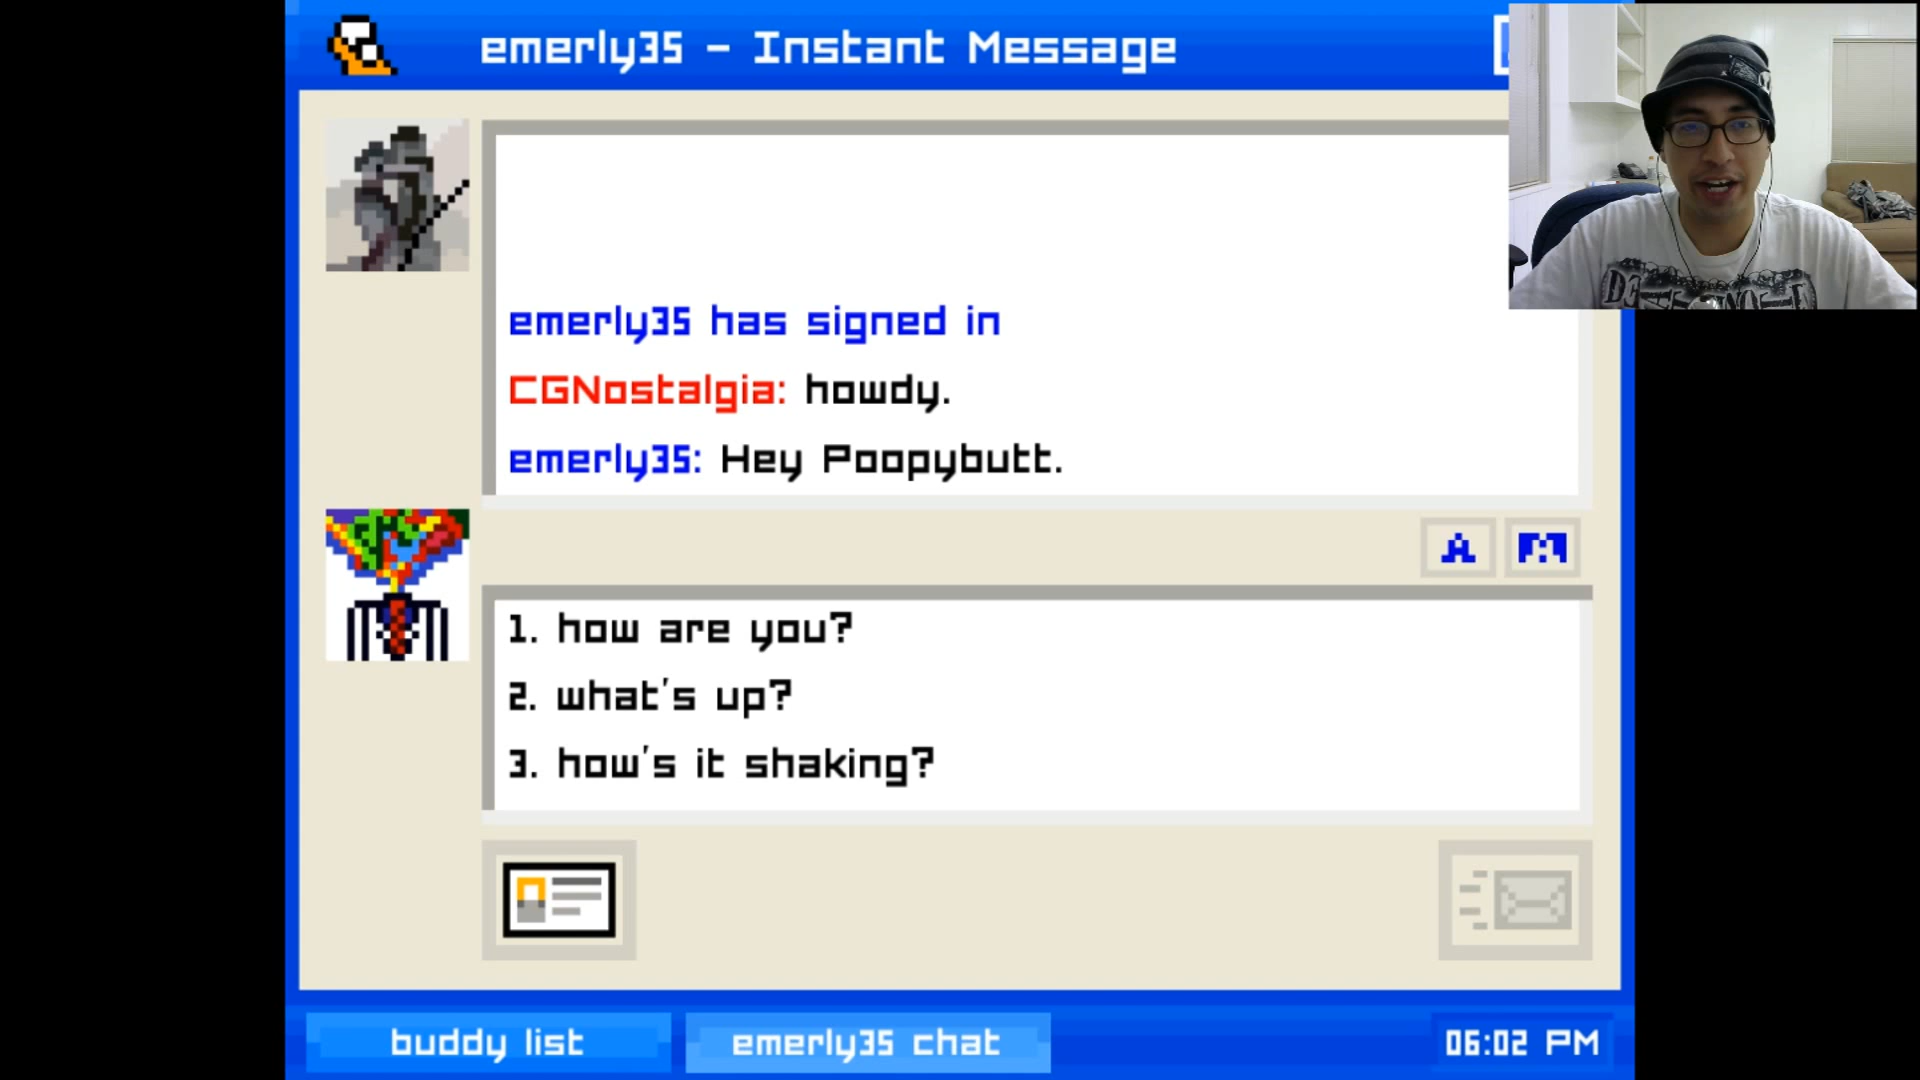 emerly35 - Instant Message
emerly35 has signed in
CGNostalgia: howdy.
emerly35: Hey Poopybutt.
A M
1. how are you?
2. what's up?
3. how's it shaking?
buddy list
emerly35 chat
06:02 PM